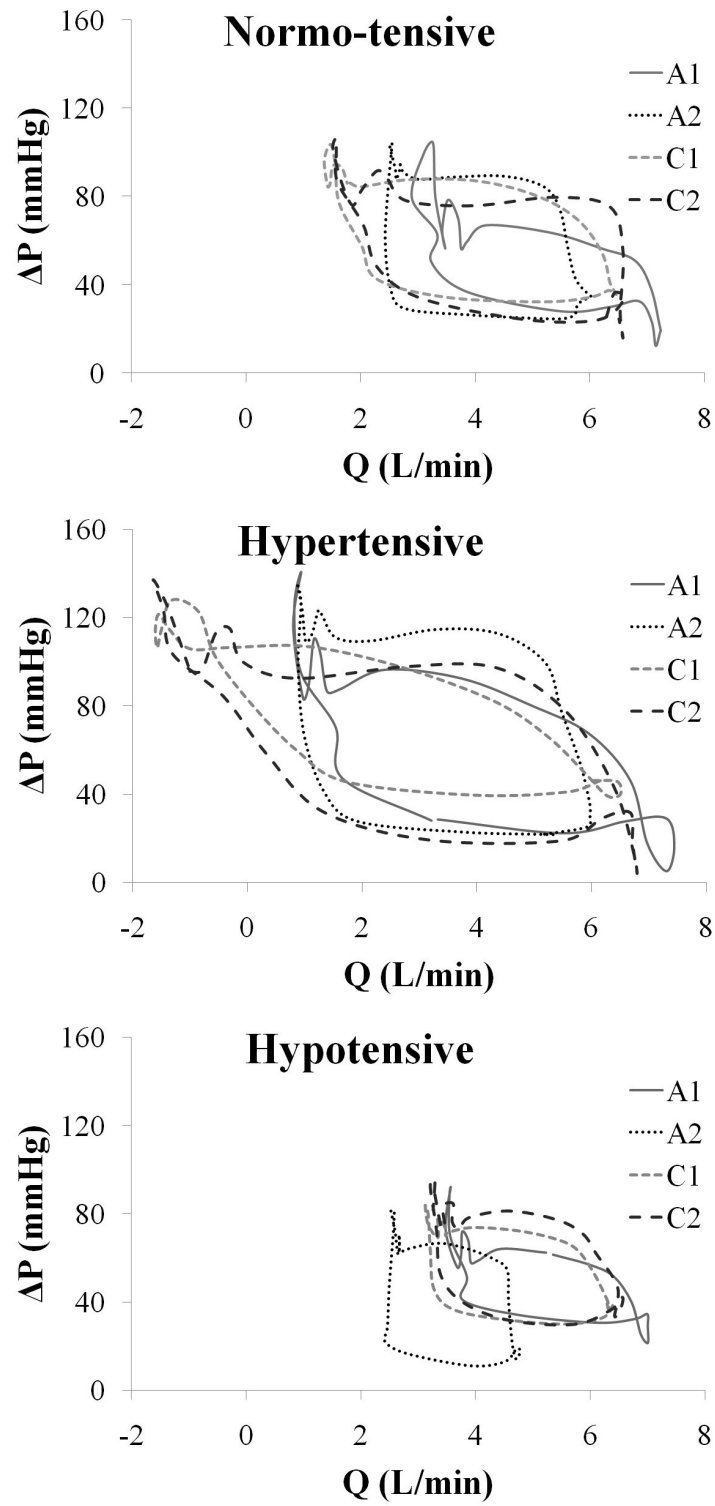 Normo-tensive
160
120
80
40
0
ΔP (mmHg)
A1
A2
C1
C2
-2 0 2 4 6 8
Q (L/min)
Hypertensive
160
120
80
40
0
ΔP (mmHg)
A1
A2
C1
C2
-2 0 2 4 6 8
Q (L/min)
Hypotensive
160
120
80
40
0
ΔP (mmHg)
A1
A2
C1
C2
-2 0 2 4 6 8
Q (L/min)